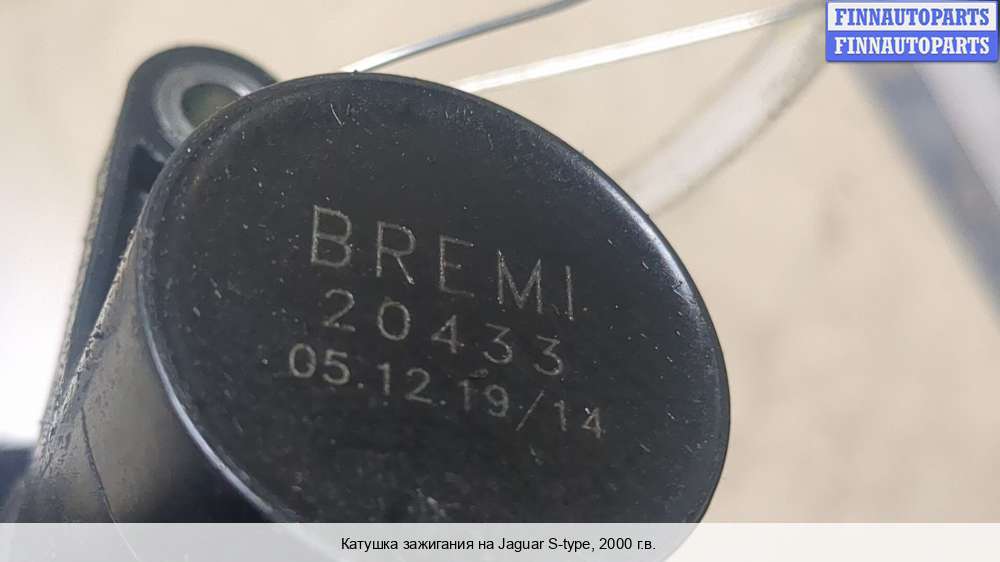 FINNAUTOPARTS
FINNAUTOPARTS
BREMI
20433
05.12.19/14
Катушка зажигания на Jaguar S-type, 2000 г.в.